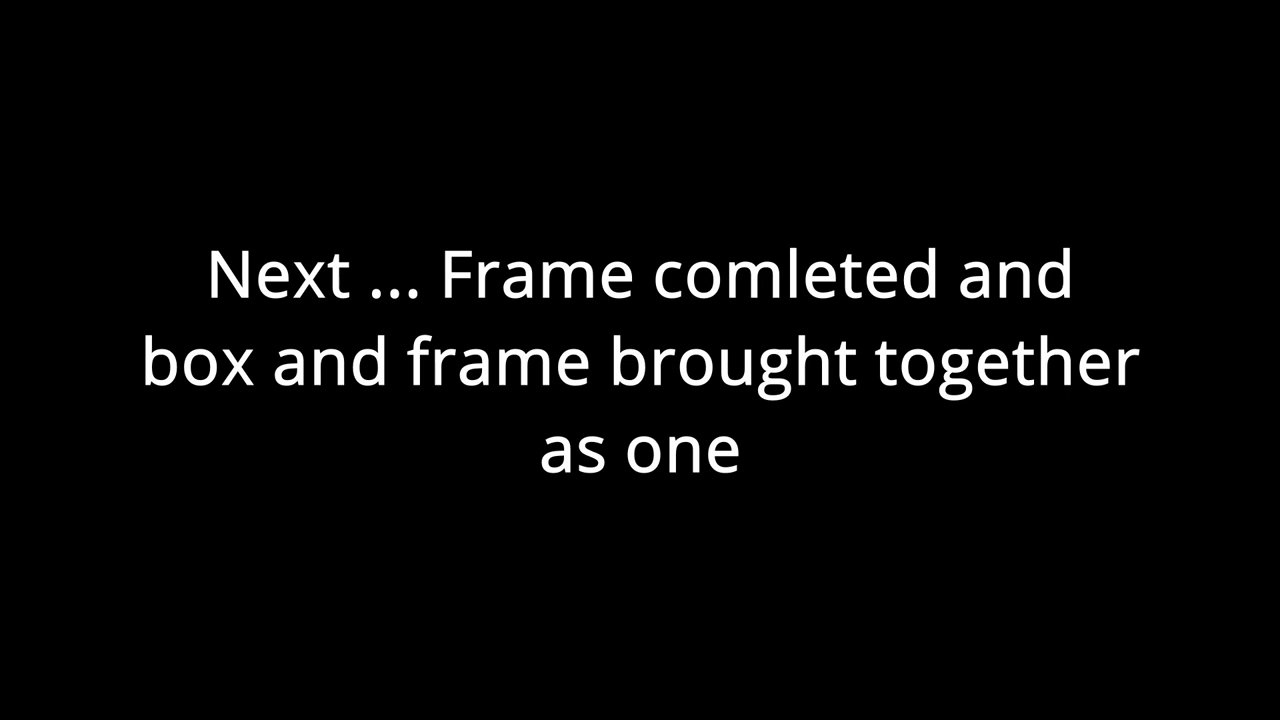 Next ... Frame comleted and
box and frame brought together
as one